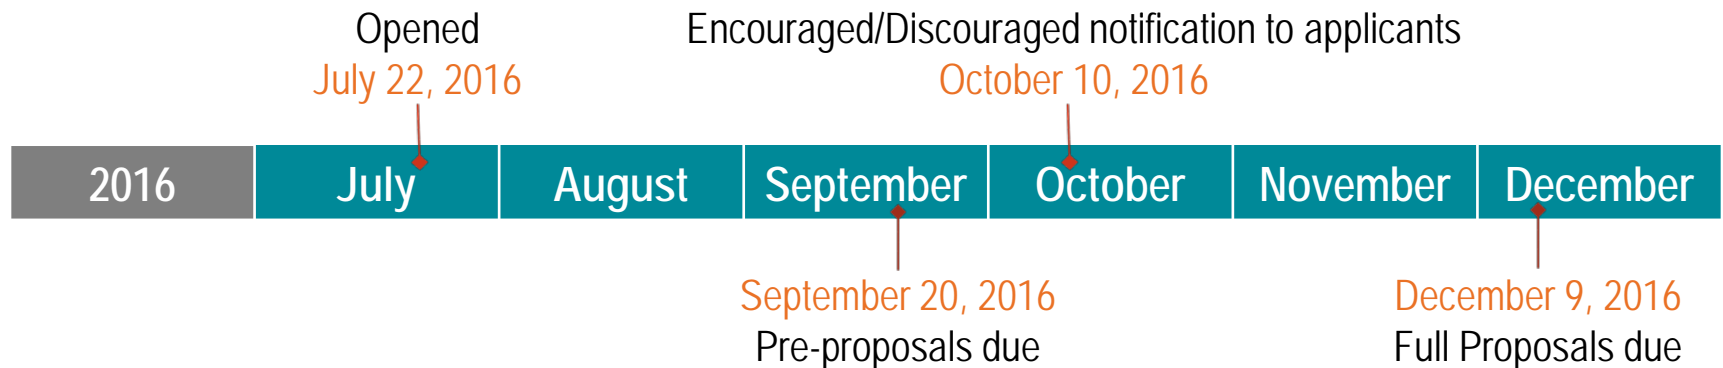 Opened
July 22, 2016
Encouraged/Discouraged notification to applicants
October 10, 2016
2016
July
August
September
October
November
December
September 20, 2016
Pre-proposals due
December 9, 2016
Full Proposals due